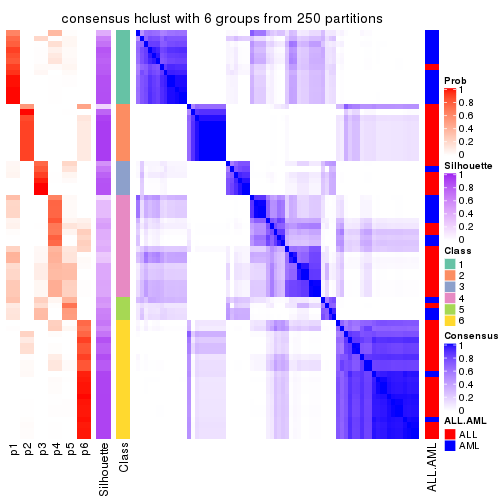 consensus hclust with 6 groups from 250 partitions
p1
p2
p3
p4
p5
p6
Silhouette
Class
ALL.AML
Prob
1
0.8
0.6
0.4
0.2
0
Silhouette
1
0.8
0.6
0.4
0.2
0
Class
1
2
3
4
5
6
Consensus
1
0.8
0.6
0.4
0.2
0
ALL.AML
ALL
AML